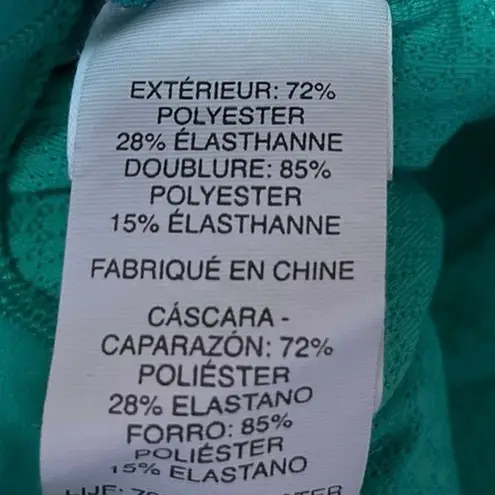 EXTÉRIEUR: 72%
POLYESTER
28% ÉLASTHANNE
DOUBLURE: 85%
POLYESTER
15% ÉLASTHANNE
FABRIQUÉ EN CHINE
CÁSCARA -
CAPARAZÓN: 72%
POLIÉSTER
28% ELASTANO
FORRO: 85%
POLIÉSTER
15% ELASTANO